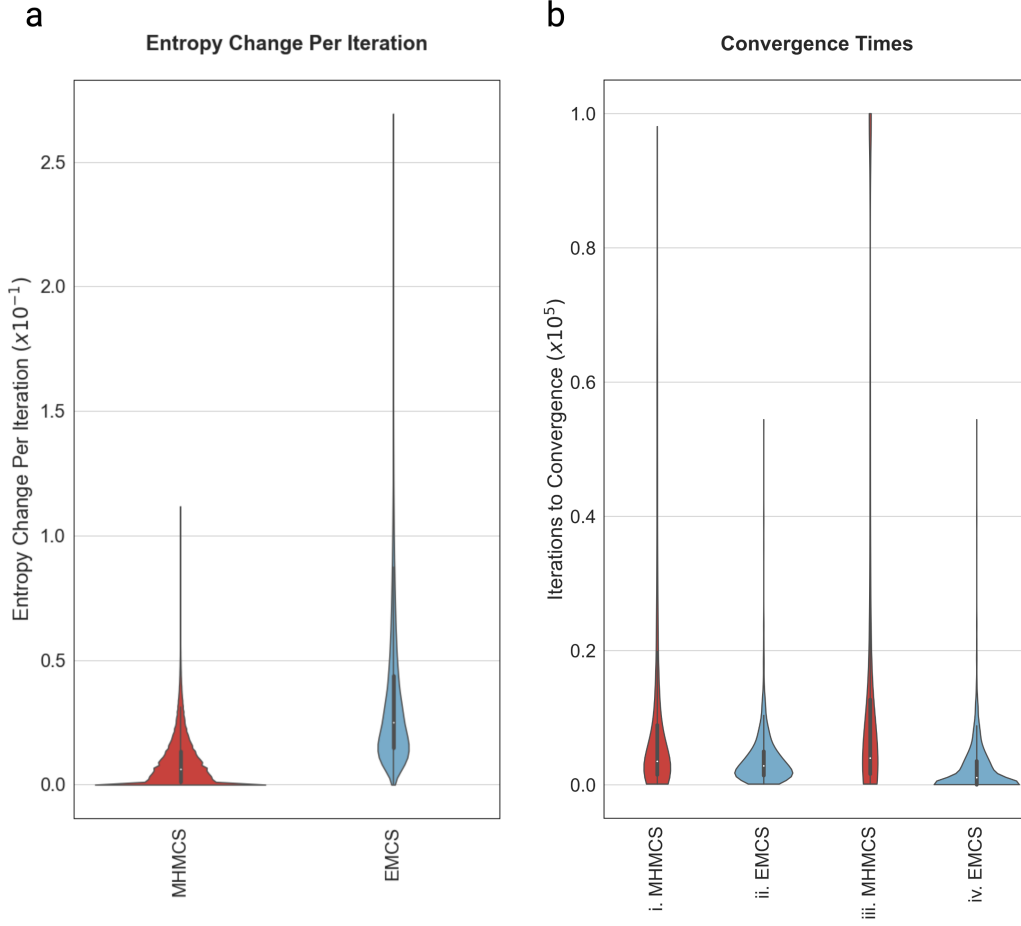 a
Entropy Change Per Iteration
Entropy Change Per Iteration (x10⁻¹)
2.5
2.0
1.5
1.0
0.5
0.0
MHMCS
EMCS
b
Convergence Times
Iterations to Convergence (x10⁵)
1.0
0.8
0.6
0.4
0.2
0.0
i. MHMCS
ii. EMCS
iii. MHMCS
iv. EMCS